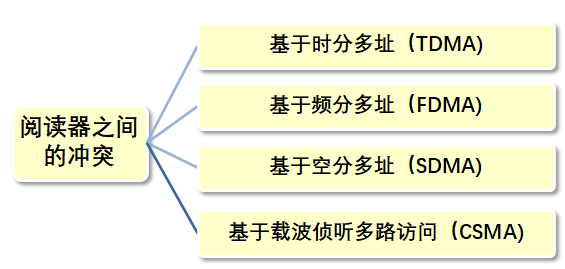 阅读器之间
的冲突
基于时分多址（TDMA)
基于频分多址（FDMA)
基于空分多址（SDMA)
基于载波侦听多路访问（CSMA)